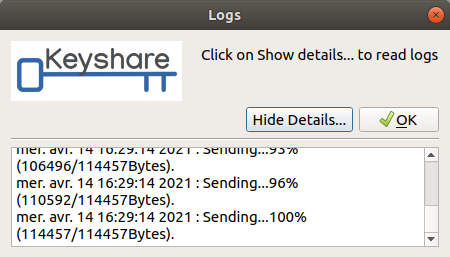 Logs
Keyshare
Click on Show details... to read logs
Hide Details...
OK
mer. avr. 14 16:29:14 2021 : Sending...93%
(106496/114457Bytes).
mer. avr. 14 16:29:14 2021 : Sending...96%
(110592/114457Bytes).
mer. avr. 14 16:29:14 2021 : Sending...100%
(114457/114457Bytes).